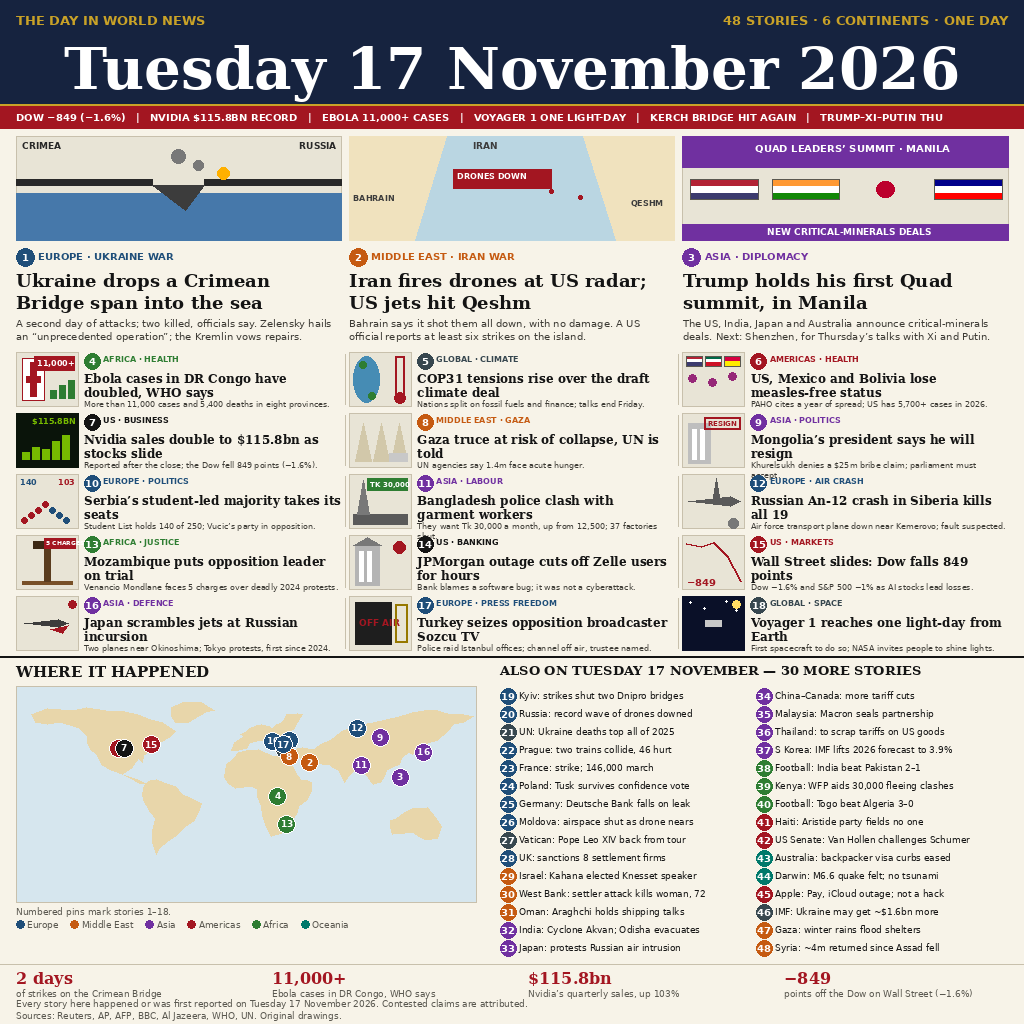 THE DAY IN WORLD NEWS
48 STORIES · 6 CONTINENTS · ONE DAY
Tuesday 17 November 2026
DOW −849 (−1.6%) | NVIDIA $115.8BN RECORD | EBOLA 11,000+ CASES | VOYAGER 1 ONE LIGHT-DAY | KERCH BRIDGE HIT AGAIN | TRUMP–XI–PUTIN THU
CRIMEA
RUSSIA
IRAN
DRONES DOWN
BAHRAIN
QESHM
QUAD LEADERS’ SUMMIT · MANILA
NEW CRITICAL-MINERALS DEALS
1 EUROPE · UKRAINE WAR
Ukraine drops a Crimean
Bridge span into the sea
A second day of attacks; two killed, officials say. Zelensky hails
an “unprecedented operation”; the Kremlin vows repairs.
2 MIDDLE EAST · IRAN WAR
Iran fires drones at US radar;
US jets hit Qeshm
Bahrain says it shot them all down, with no damage. A US
official reports at least six strikes on the island.
3 ASIA · DIPLOMACY
Trump holds his first Quad
summit, in Manila
The US, India, Japan and Australia announce critical-minerals
deals. Next: Shenzhen, for Thursday’s talks with Xi and Putin.
11,000+
4 AFRICA · HEALTH
Ebola cases in DR Congo have
doubled, WHO says
More than 11,000 cases and 5,400 deaths in eight provinces.
5 GLOBAL · CLIMATE
COP31 tensions rise over the draft
climate deal
Nations split on fossil fuels and finance; talks end Friday.
6 AMERICAS · HEALTH
US, Mexico and Bolivia lose
measles-free status
PAHO cites a year of spread; US has 5,700+ cases in 2026.
$115.8BN
7 US · BUSINESS
Nvidia sales double to $115.8bn as
stocks slide
Reported after the close; the Dow fell 849 points (−1.6%).
8 MIDDLE EAST · GAZA
Gaza truce at risk of collapse, UN is
told
UN agencies say 1.4m face acute hunger.
RESIGN
9 ASIA · POLITICS
Mongolia’s president says he will
resign
Khurelsukh denies a $25m bribe claim; parliament must
accept.
140 103
10 EUROPE · POLITICS
Serbia’s student-led majority takes its
seats
Student List holds 140 of 250; Vucic’s party in opposition.
TK 30,000
11 ASIA · LABOUR
Bangladesh police clash with
garment workers
They want Tk 30,000 a month, up from 12,500; 37 factories
12 EUROPE · AIR CRASH
Russian An-12 crash in Siberia kills
all 19
Air force transport plane down near Kemerovo; fault suspected.
5 CHARG
13 AFRICA · JUSTICE
Mozambique puts opposition leader
on trial
Venancio Mondlane faces 5 charges over deadly 2024 protests.
14 US · BANKING
JPMorgan outage cuts off Zelle users
for hours
Bank blames a software bug; it was not a cyberattack.
−849
15 US · MARKETS
Wall Street slides: Dow falls 849
points
Dow −1.6% and S&P 500 −1% as AI stocks lead losses.
16 ASIA · DEFENCE
Japan scrambles jets at Russian
incursion
Two planes near Okinoshima; Tokyo protests, first since 2024.
OFF AIR
17 EUROPE · PRESS FREEDOM
Turkey seizes opposition broadcaster
Sozcu TV
Police raid Istanbul offices; channel off air, trustee named.
18 GLOBAL · SPACE
Voyager 1 reaches one light-day from
Earth
First spacecraft to do so; NASA invites people to shine lights.
WHERE IT HAPPENED
7
15
17
8
2
12
9
16
11
3
4
13
Numbered pins mark stories 1–18.
Europe Middle East Asia Americas Africa Oceania
ALSO ON TUESDAY 17 NOVEMBER — 30 MORE STORIES
19 Kyiv: strikes shut two Dnipro bridges
20 Russia: record wave of drones downed
21 UN: Ukraine deaths top all of 2025
22 Prague: two trains collide, 46 hurt
23 France: strike; 146,000 march
24 Poland: Tusk survives confidence vote
25 Germany: Deutsche Bank falls on leak
26 Moldova: airspace shut as drone nears
27 Vatican: Pope Leo XIV back from tour
28 UK: sanctions 8 settlement firms
29 Israel: Kahana elected Knesset speaker
30 West Bank: settler attack kills woman, 72
31 Oman: Araghchi holds shipping talks
32 India: Cyclone Akvan; Odisha evacuates
33 Japan: protests Russian air intrusion
34 China–Canada: more tariff cuts
35 Malaysia: Macron seals partnership
36 Thailand: to scrap tariffs on US goods
37 S Korea: IMF lifts 2026 forecast to 3.9%
38 Football: India beat Pakistan 2–1
39 Kenya: WFP aids 30,000 fleeing clashes
40 Football: Togo beat Algeria 3–0
41 Haiti: Aristide party fields no one
42 US Senate: Van Hollen challenges Schumer
43 Australia: backpacker visa curbs eased
44 Darwin: M6.6 quake felt; no tsunami
45 Apple: Pay, iCloud outage; not a hack
46 IMF: Ukraine may get ~$1.6bn more
47 Gaza: winter rains flood shelters
48 Syria: ~4m returned since Assad fell
2 days
of strikes on the Crimean Bridge
11,000+
Ebola cases in DR Congo, WHO says
$115.8bn
Nvidia’s quarterly sales, up 103%
−849
points off the Dow on Wall Street (−1.6%)
Every story here happened or was first reported on Tuesday 17 November 2026. Contested claims are attributed.
Sources: Reuters, AP, AFP, BBC, Al Jazeera, WHO, UN. Original drawings.